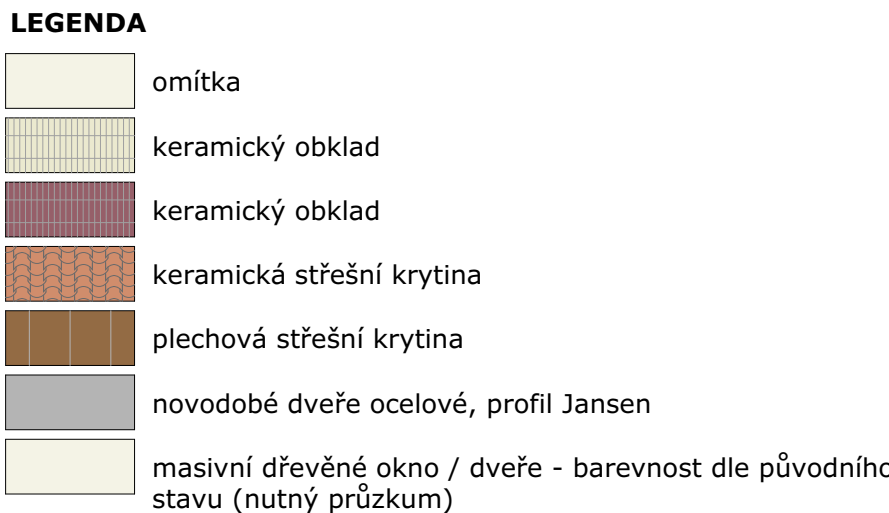 LEGENDA
omítka
keramický obklad
keramický obklad
keramická střešní krytina
plechová střešní krytina
novodobé dveře ocelové, profil Jansen
masivní dřevěné okno / dveře - barevnost dle původního
stavu (nutný průzkum)